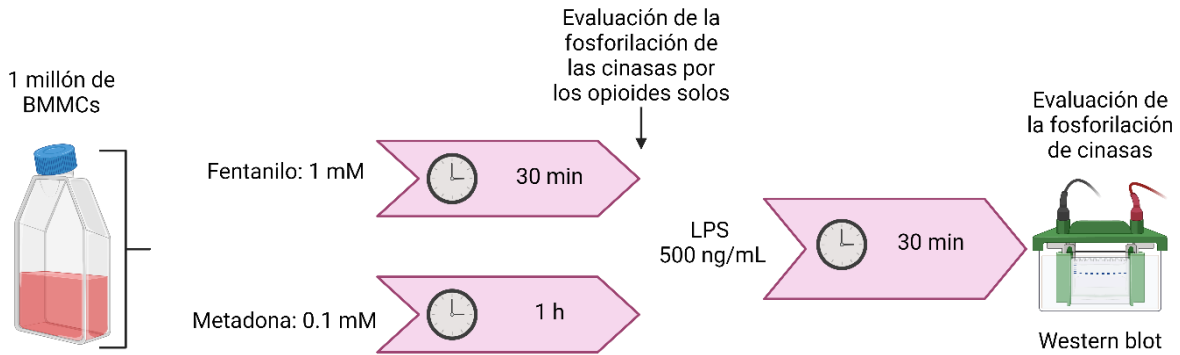 1 millón de
BMMCs
Fentanilo: 1 mM
30 min
Evaluación de la
fosforilación de
las cinasas por
los opioides solos
Metadona: 0.1 mM
1 h
LPS
500 ng/mL
30 min
Evaluación de
la fosforilación
de cinasas
Western blot